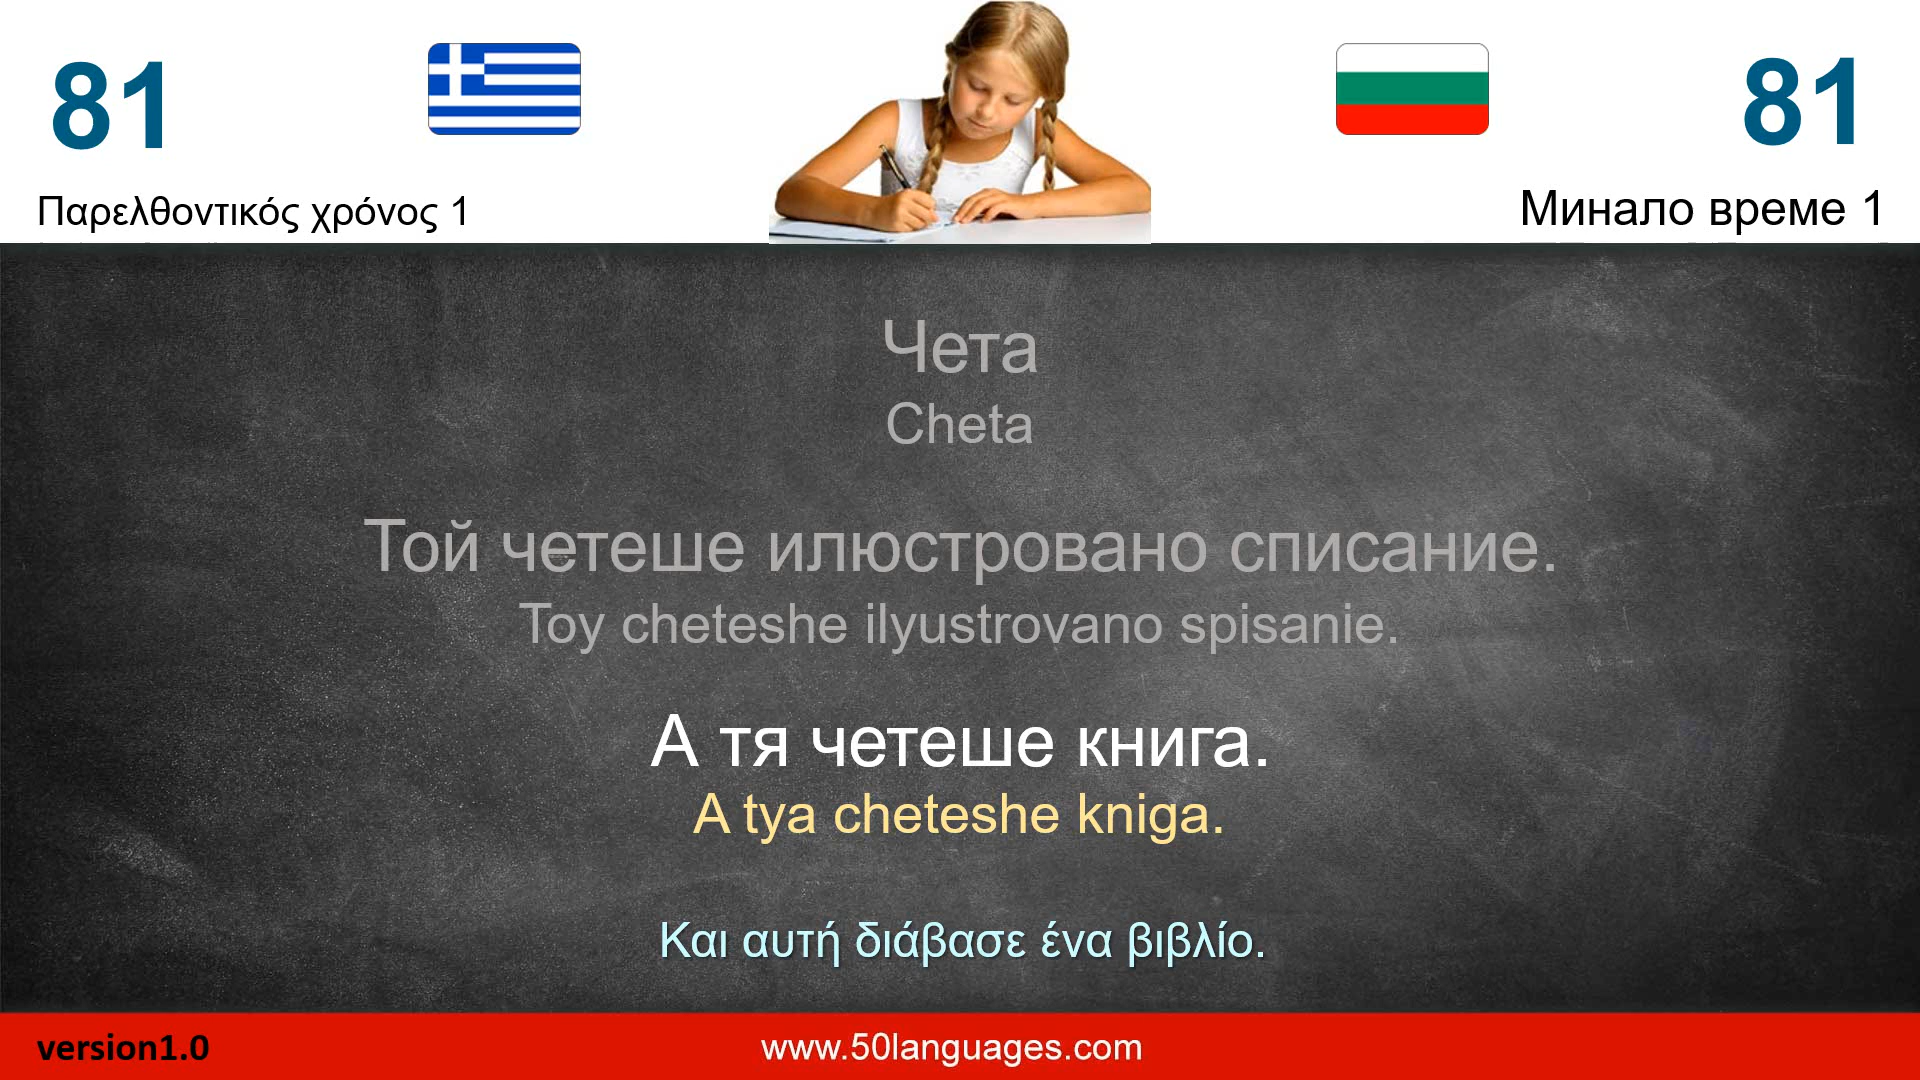 81
81
Παρελθοντικός χρόνος 1
Минало време 1
Чета
Cheta
Той четеше илюстровано списание.
Toy cheteshe ilyustrovano spisanie.
А тя четеше книга.
A tya cheteshe kniga.
Και αυτή διάβασε ένα βιβλίο.
version1.0
www.50languages.com